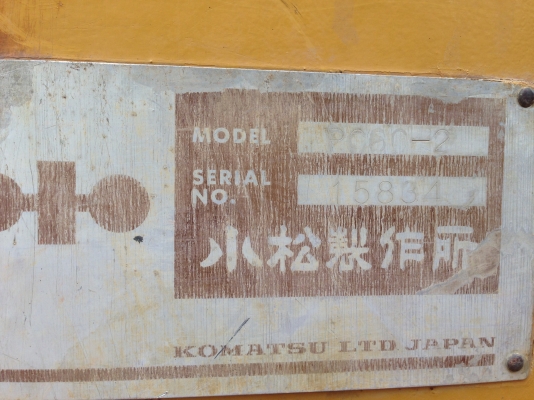 MODEL PC60-2
SERIAL NO. 15834
小松製作所
KOMATSU LTD JAPAN